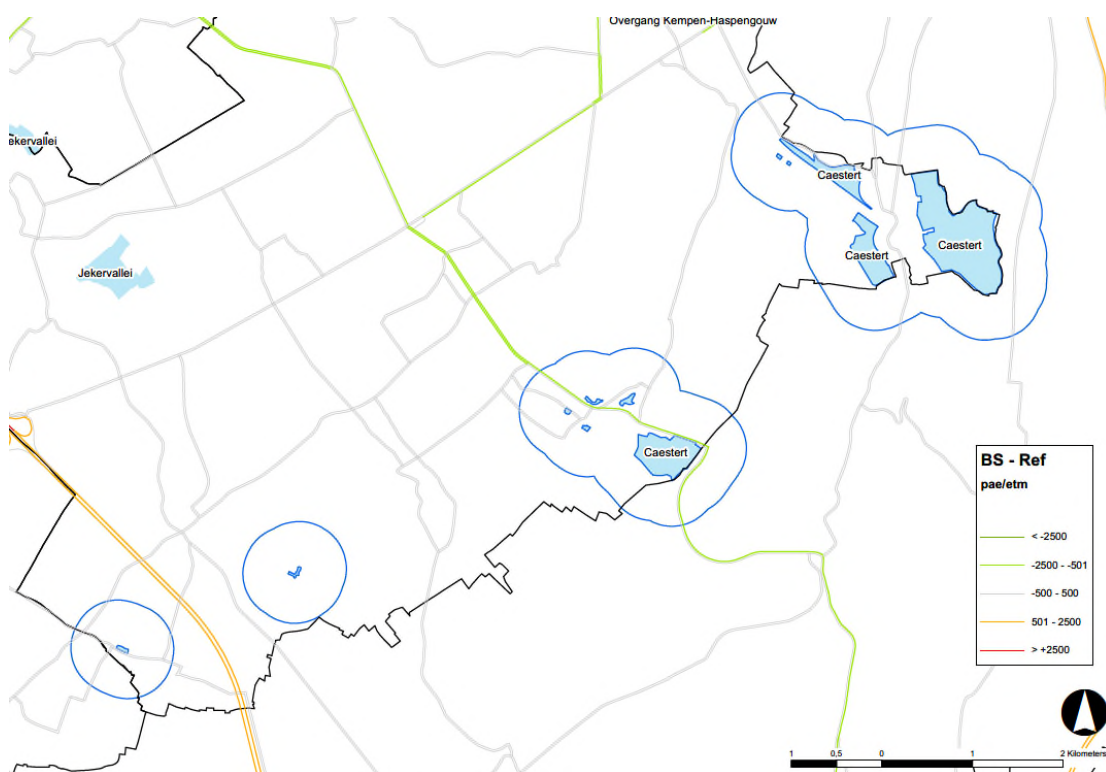 Overgang Kempen-Haspengouw
ekervallei
Caestert
Caestert
Caestert
Jekervallei
Caestert
BS - Ref
pae/etm
< -2500
-2500 - -501
-500 - 500
501 - 2500
> +2500
1 0,5 0 1 2 Kilometers